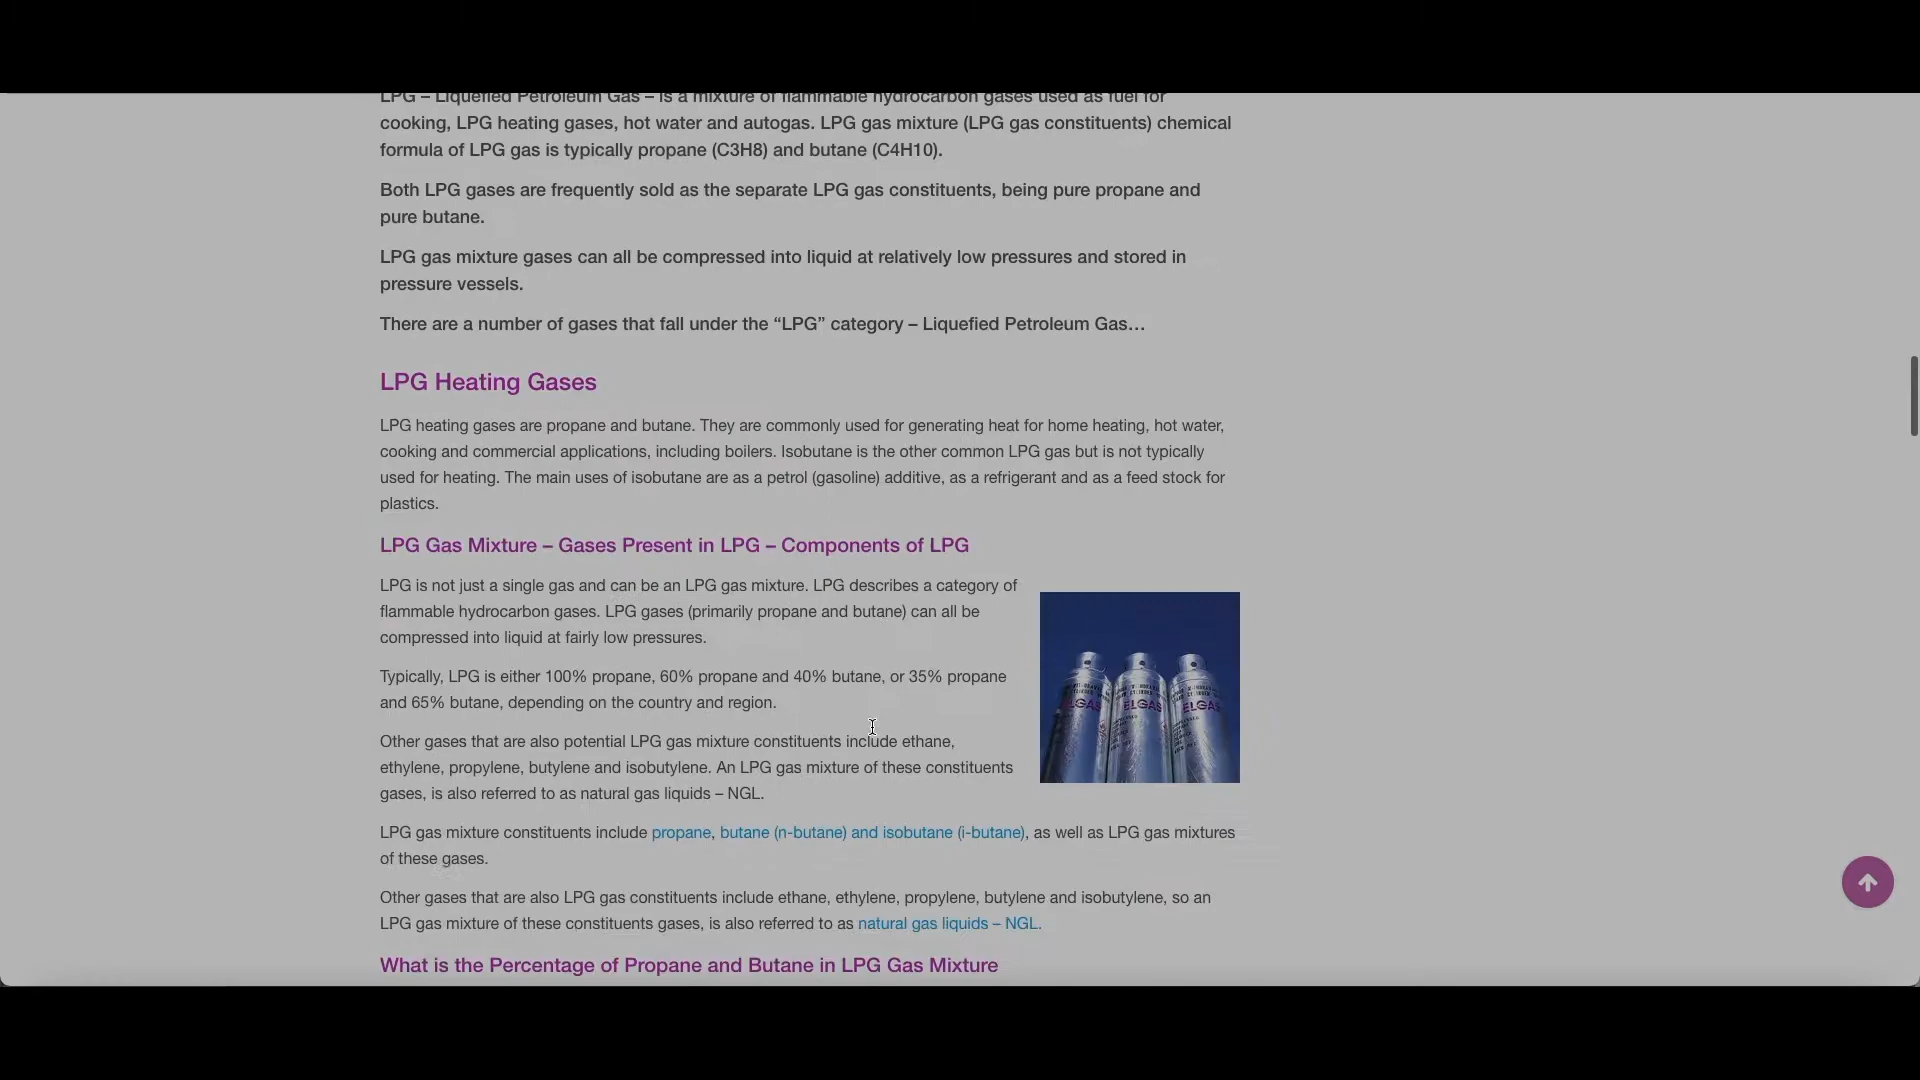 LPG – Liquefied Petroleum Gas – is a mixture of flammable hydrocarbon gases used as fuel for
cooking, LPG heating gases, hot water and autogas. LPG gas mixture (LPG gas constituents) chemical
formula of LPG gas is typically propane (C3H8) and butane (C4H10).
Both LPG gases are frequently sold as the separate LPG gas constituents, being pure propane and
pure butane.
LPG gas mixture gases can all be compressed into liquid at relatively low pressures and stored in
pressure vessels.
There are a number of gases that fall under the “LPG” category – Liquefied Petroleum Gas…
LPG Heating Gases
LPG heating gases are propane and butane. They are commonly used for generating heat for home heating, hot water,
cooking and commercial applications, including boilers. Isobutane is the other common LPG gas but is not typically
used for heating. The main uses of isobutane are as a petrol (gasoline) additive, as a refrigerant and as a feed stock for
plastics.
LPG Gas Mixture – Gases Present in LPG – Components of LPG
LPG is not just a single gas and can be an LPG gas mixture. LPG describes a category of
flammable hydrocarbon gases. LPG gases (primarily propane and butane) can all be
compressed into liquid at fairly low pressures.
Typically, LPG is either 100% propane, 60% propane and 40% butane, or 35% propane
and 65% butane, depending on the country and region.
ELGAS ELGAS ELGAS
Other gases that are also potential LPG gas mixture constituents include ethane,
ethylene, propylene, butylene and isobutylene. An LPG gas mixture of these constituents
gases, is also referred to as natural gas liquids – NGL.
LPG gas mixture constituents include propane, butane (n-butane) and isobutane (i-butane), as well as LPG gas mixtures
of these gases.
Other gases that are also LPG gas constituents include ethane, ethylene, propylene, butylene and isobutylene, so an
LPG gas mixture of these constituents gases, is also referred to as natural gas liquids – NGL.
What is the Percentage of Propane and Butane in LPG Gas Mixture